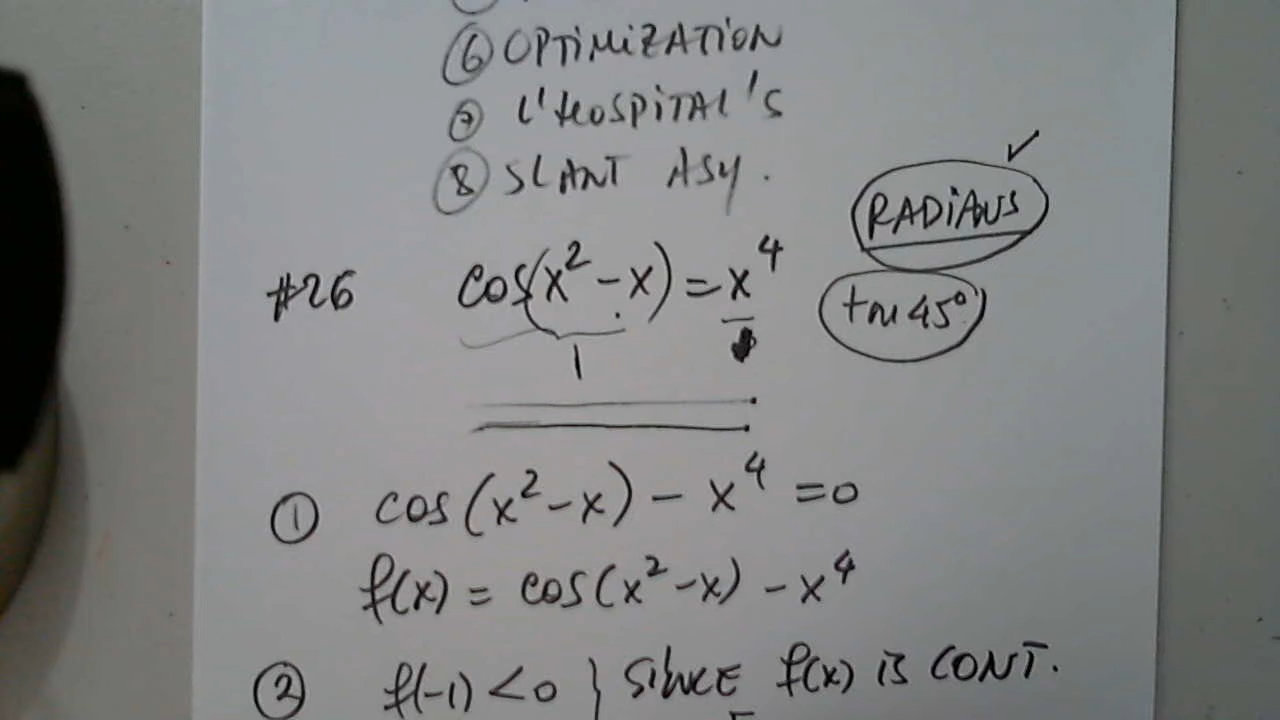 ⑥ OPTIMIZATION
⑦ L'HOSPITAL'S
⑧ SLANT ASY.
RADIANS
#26 cos(x²-x)=x⁴
tan 45°
1
① cos(x²-x) - x⁴ =0
f(x) = cos(x²-x) - x⁴
② f(-1) <0 } SINCE f(x) IS CONT.